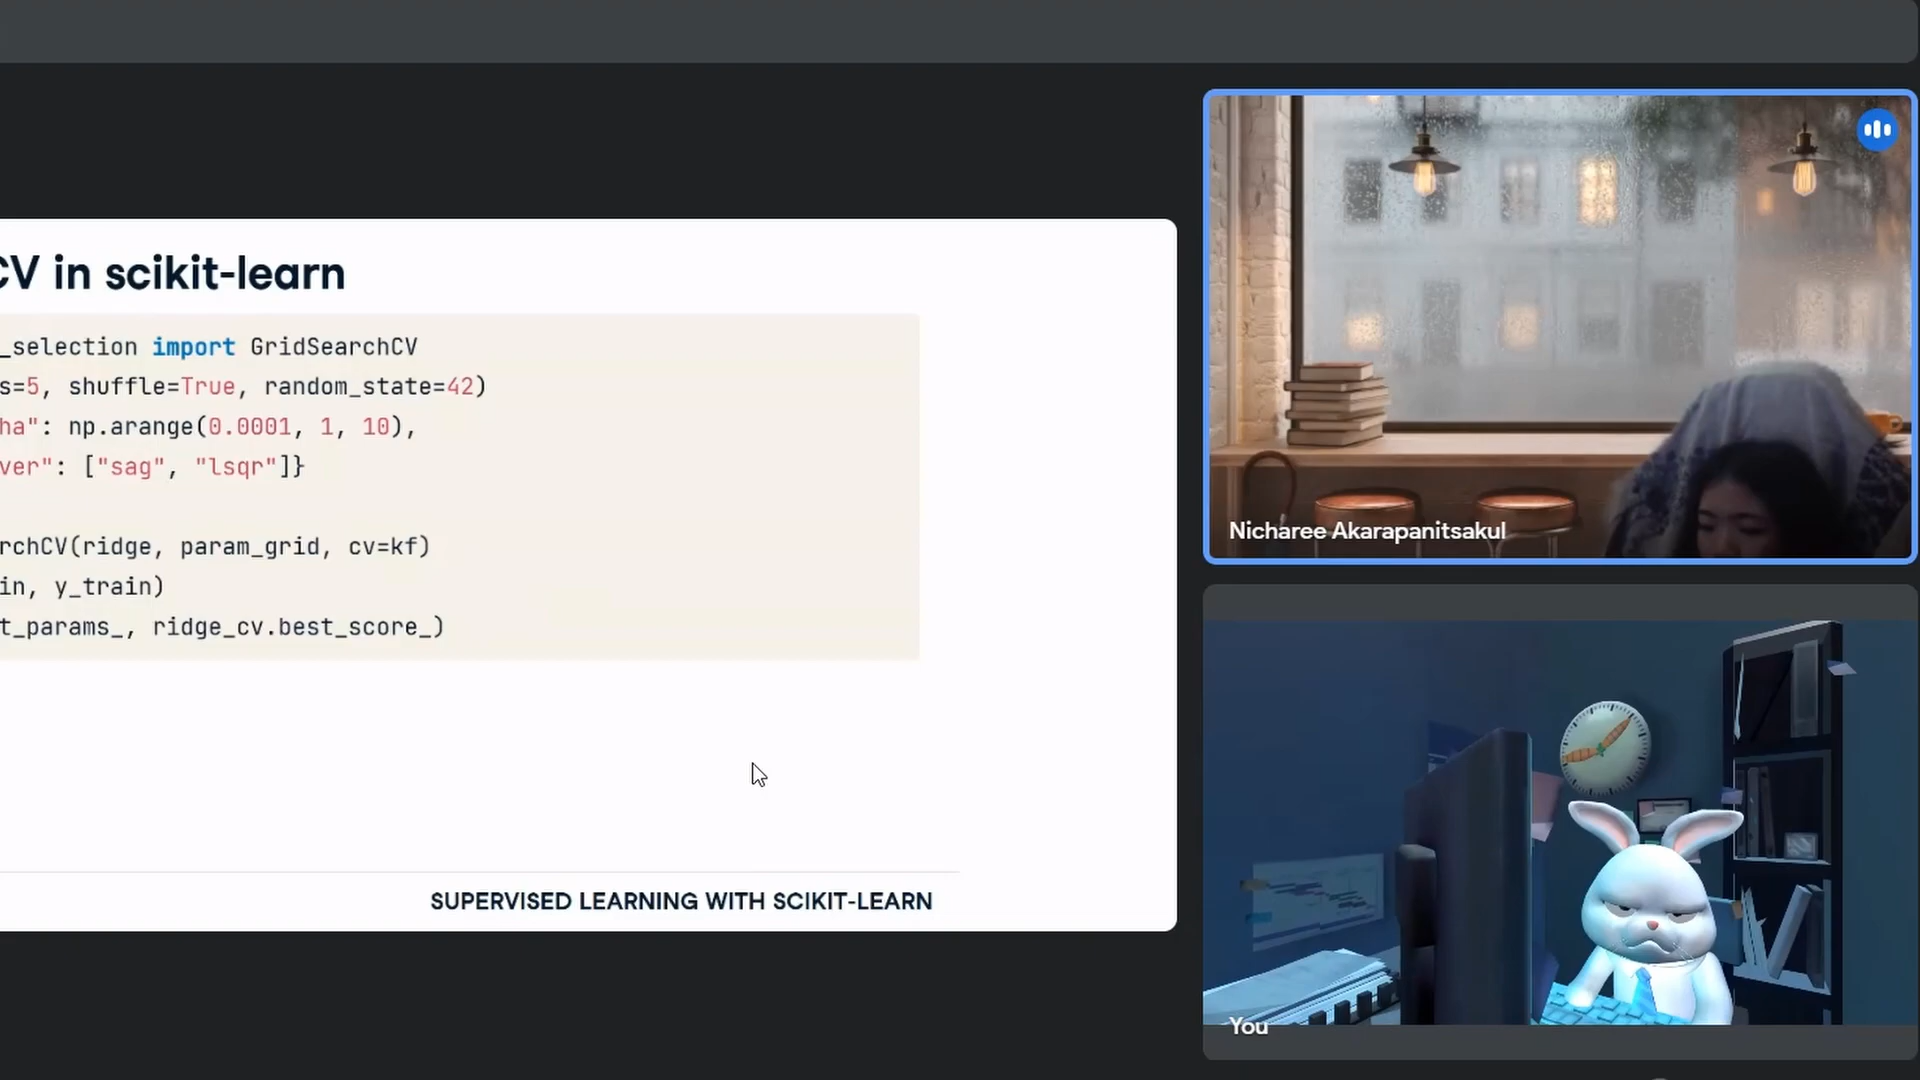 CV in scikit-learn
_selection import GridSearchCV
s=5, shuffle=True, random_state=42)
ha": np.arange(0.0001, 1, 10),
ver": ["sag", "lsqr"]}
rchCV(ridge, param_grid, cv=kf)
in, y_train)
t_params_, ridge_cv.best_score_)
SUPERVISED LEARNING WITH SCIKIT-LEARN
Nicharee Akarapanitsakul
You